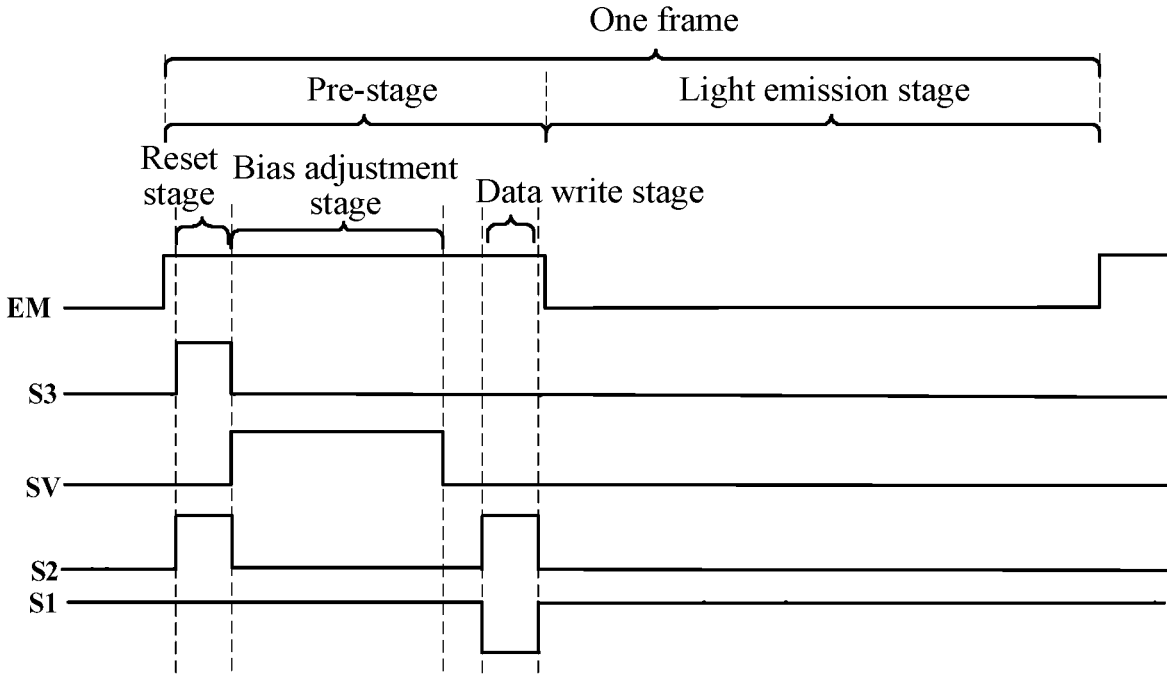 One frame
Pre-stage
Light emission stage
Reset
stage
Bias adjustment
stage
Data write stage
EM
S3
SV
S2
S1